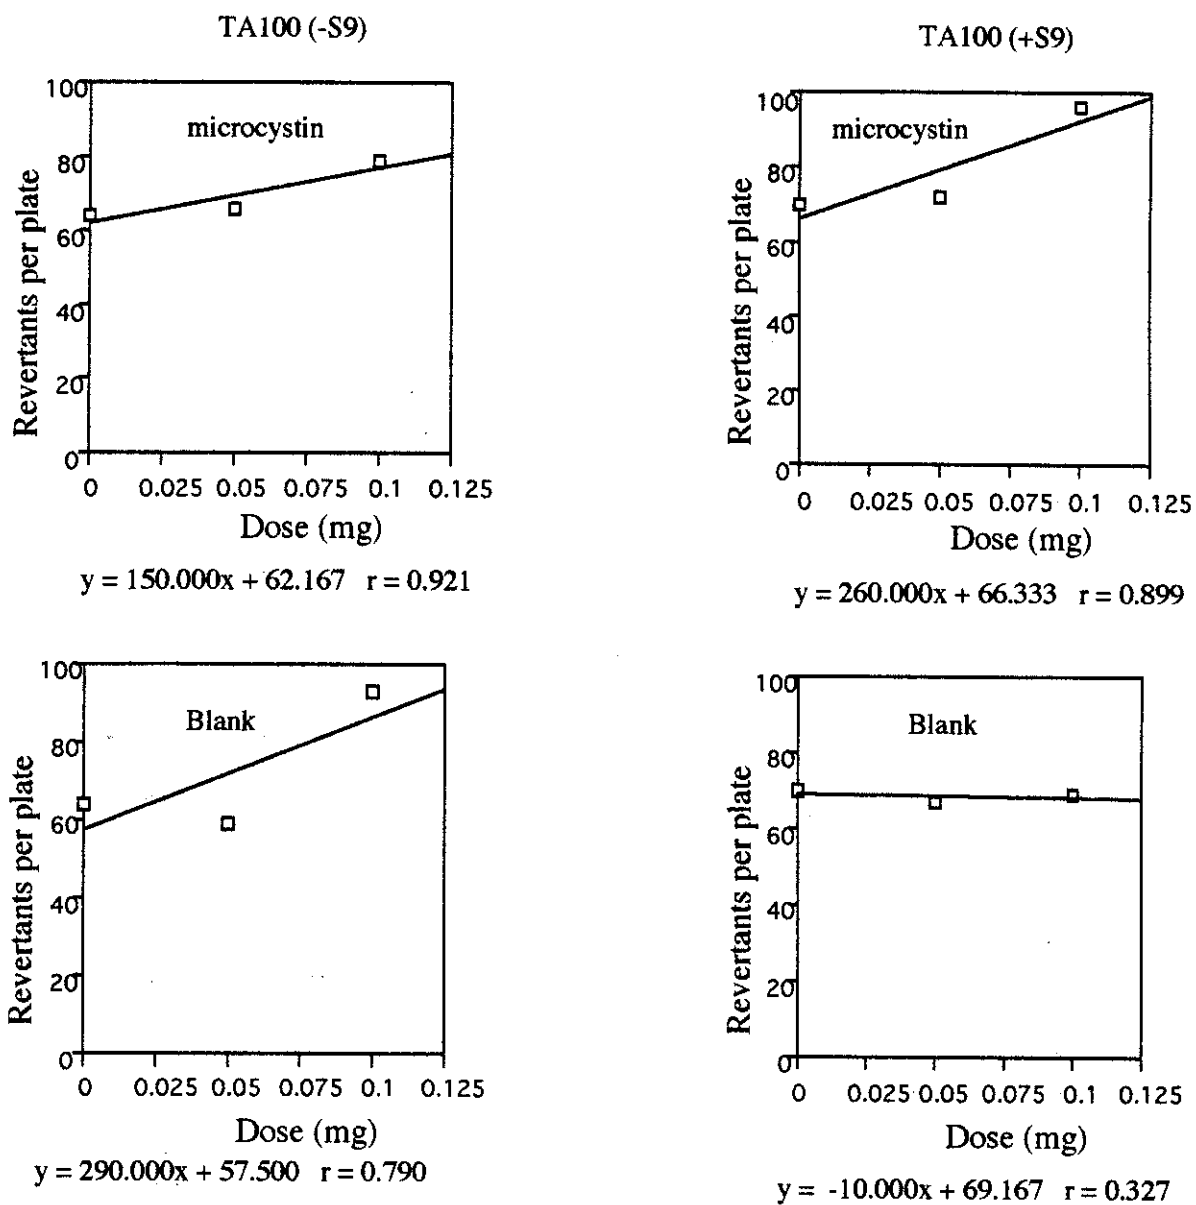 TA100 (-S9)
100
80
60
40
20
0
microcystin
Revertants per plate
0 0.025 0.05 0.075 0.1 0.125
Dose (mg)
y = 150.000x + 62.167 r = 0.921
TA100 (+S9)
100
80
60
40
20
0
microcystin
Revertants per plate
0 0.025 0.05 0.075 0.1 0.125
Dose (mg)
y = 260.000x + 66.333 r = 0.899
100
80
60
40
20
0
Blank
Revertants per plate
0 0.025 0.05 0.075 0.1 0.125
Dose (mg)
y = 290.000x + 57.500 r = 0.790
100
80
60
40
20
0
Blank
Revertants per plate
0 0.025 0.05 0.075 0.1 0.125
Dose (mg)
y = -10.000x + 69.167 r = 0.327